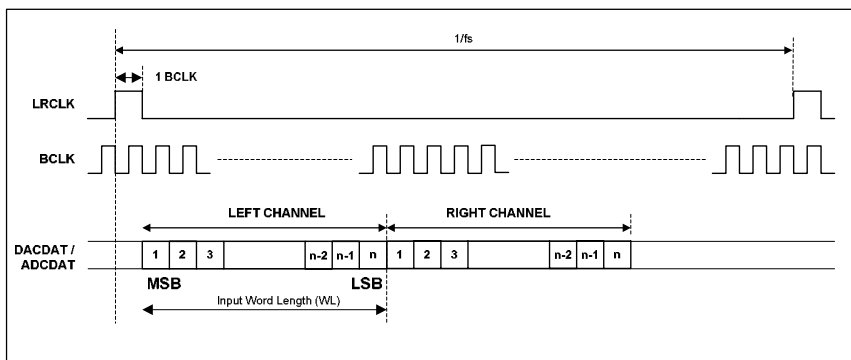 1/fs
1 BCLK
LRCLK
BCLK
LEFT CHANNEL
RIGHT CHANNEL
DACDAT /
ADCDAT
1 2 3 n-2 n-1 n 1 2 3 n-2 n-1 n
MSB LSB
Input Word Length (WL)